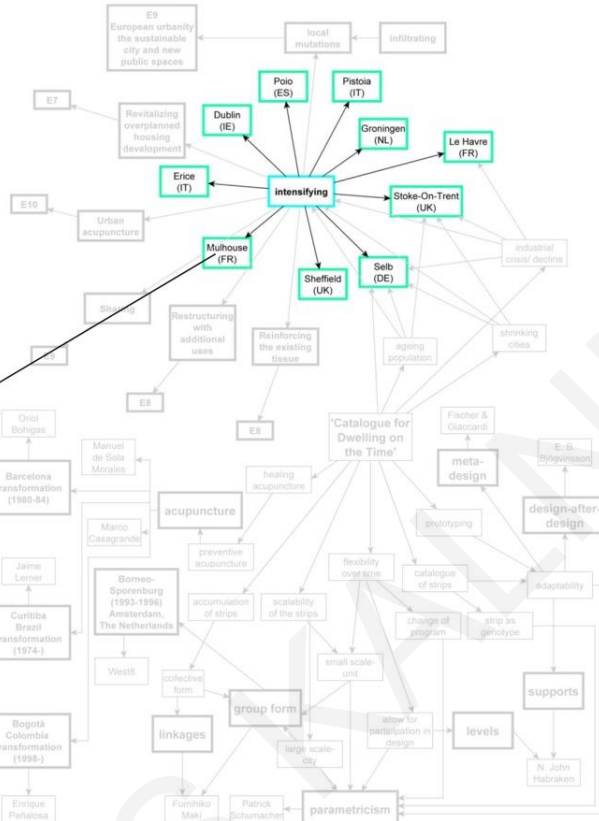 E9
European urbanity
the sustainable
city and new
public spaces
local
mutations
infiltrating
E7
Revitalizing
overplanned
housing
development
Dublin
(IE)
Poio
(ES)
Pistoia
(IT)
Groningen
(NL)
Le Havre
(FR)
Erice
(IT)
intensifying
Stoke-On-Trent
(UK)
E10
Urban
acupuncture
Mulhouse
(FR)
Sheffield
(UK)
Selb
(DE)
industrial
crisis/ decline
Sharing
Restructuring
with
additional
uses
Reinforcing
the existing
tissue
ageing
population
shrinking
cities
E8
E8
Oriol
Bohigas
Manuel
de Sola
Morales
'Catalogue for
Dwelling on
the Time'
Fischer &
Giaccardi
E. B.
Björgvinsson
Barcelona
transformation
(1980-84)
healing
acupuncture
meta-
design
acupuncture
design-after-
design
Marco
Casagrande
prototyping
preventive
acupuncture
flexibility
over time
catalogue
of strips
adaptability
Jaime
Lerner
Borneo-
Sporenburg
(1993-1996)
Amsterdam,
The Netherlands
accumulation
of strips
scalability
of the strips
change of
program
strip as
genotype
Curitiba
Brazil
transformation
(1974-)
West8
collective
form
small scale-
unit
supports
group form
linkages
allow for
participation in
design
levels
Bogotá
Colombia
transformation
(1998-)
large scale-
city
N. John
Habraken
Enrique
Peñalosa
Fumihiko
Maki
Patrick
Schumacher
parametricism